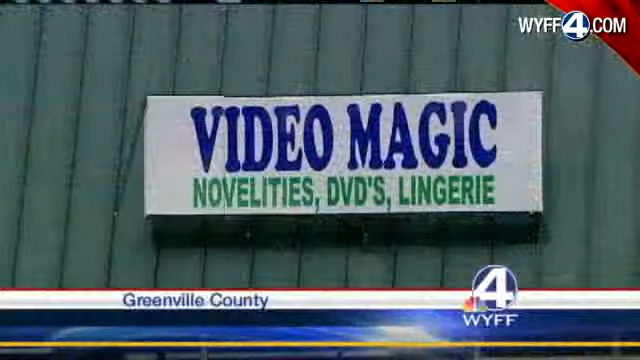 WYFF4.COM
VIDEO MAGIC
NOVELITIES, DVD'S, LINGERIE
Greenville County
4
WYFF